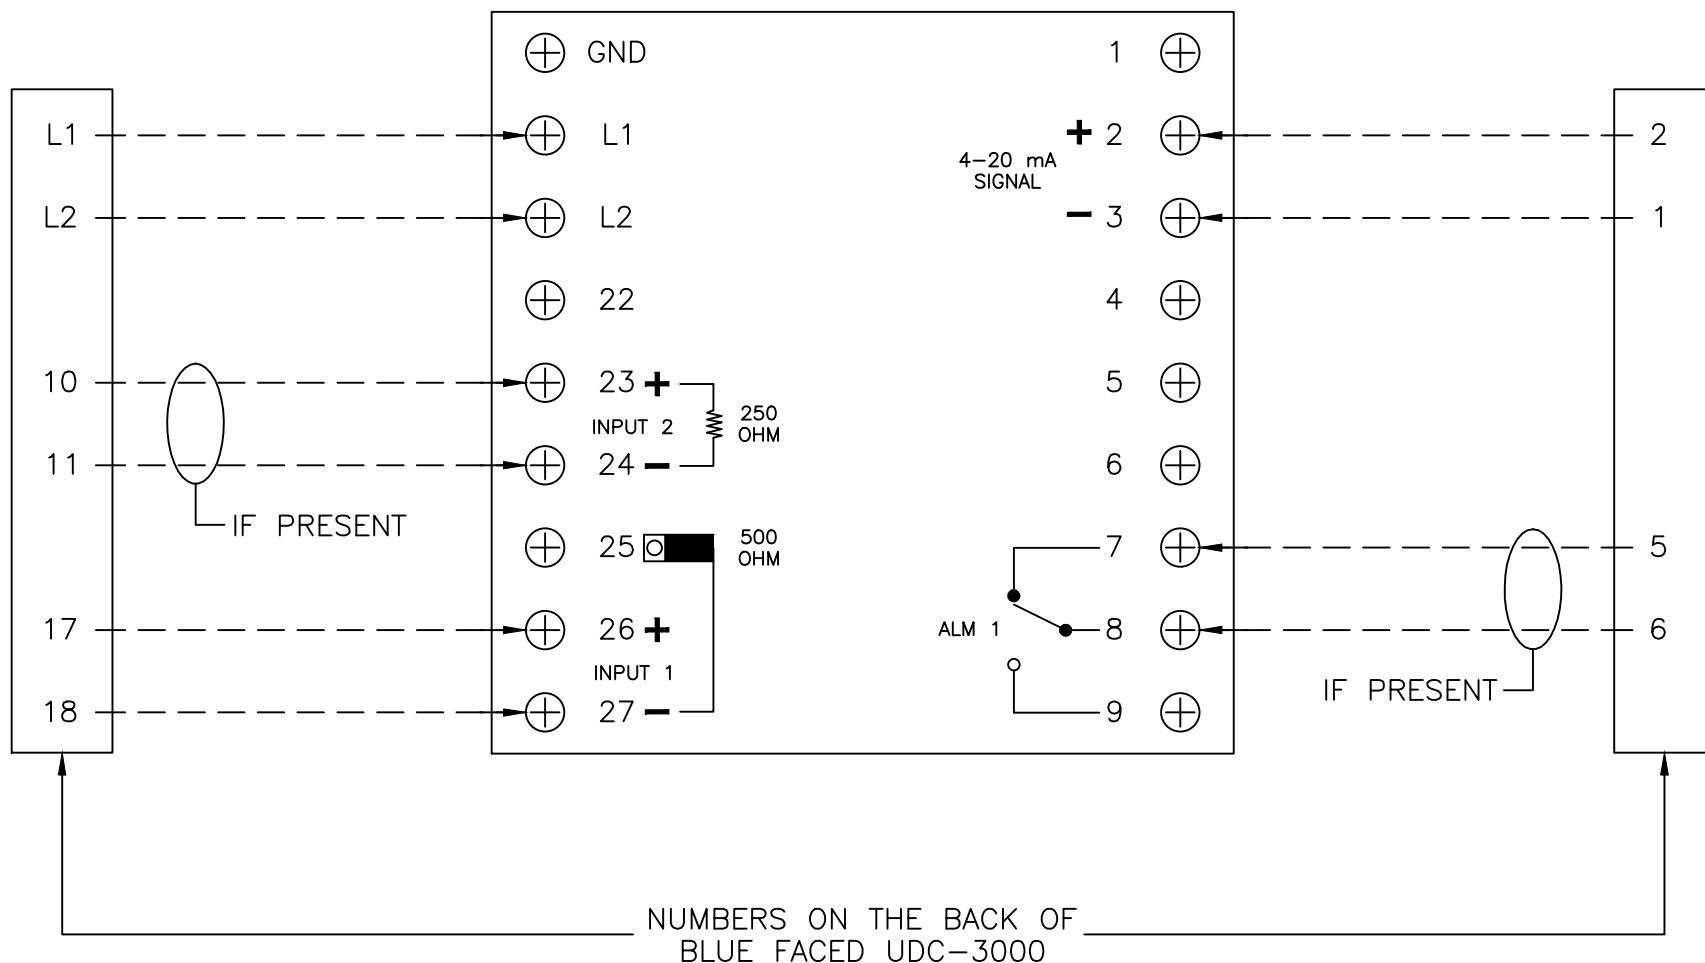 GND 1
L1 L1 + 2 2
4-20 mA
SIGNAL
L2 L2 - 3 1
22 4
10 23 + 5
250
OHM
INPUT 2
11 24 - 6
IF PRESENT
25 500
OHM
7 5
17 26 + ALM 1 8 6
INPUT 1
IF PRESENT
18 27 - 9
NUMBERS ON THE BACK OF
BLUE FACED UDC-3000